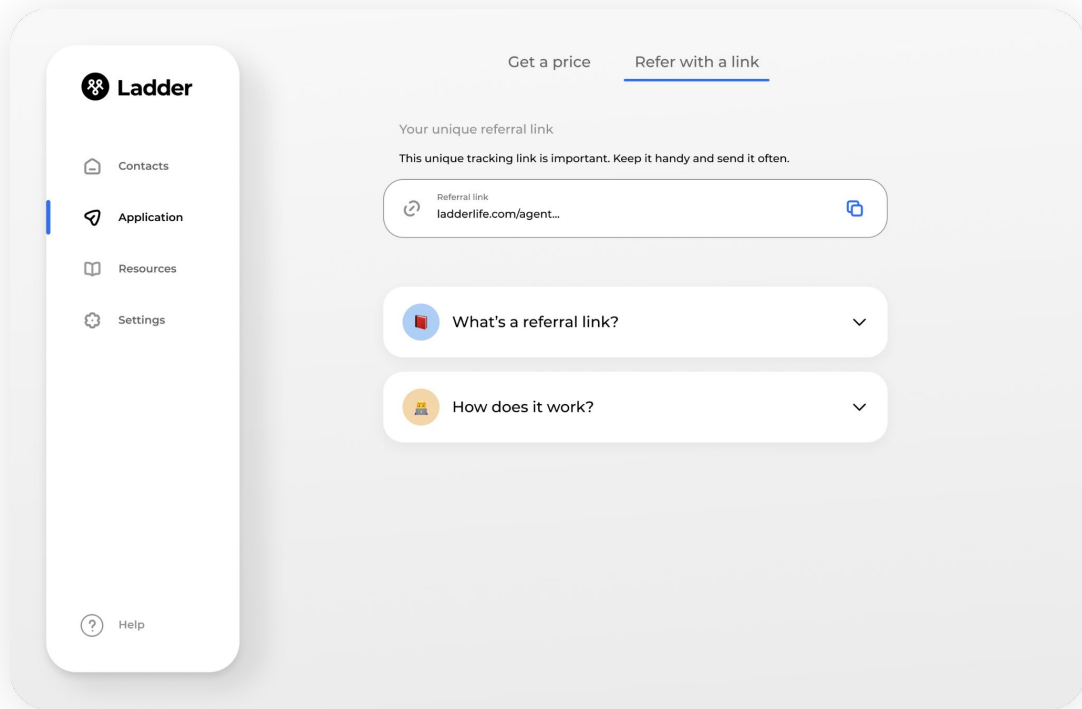 Ladder
Contacts
Application
Resources
Settings
Help
Get a price
Refer with a link
Your unique referral link
This unique tracking link is important. Keep it handy and send it often.
Referral link
ladderlife.com/agent...
What's a referral link?
How does it work?